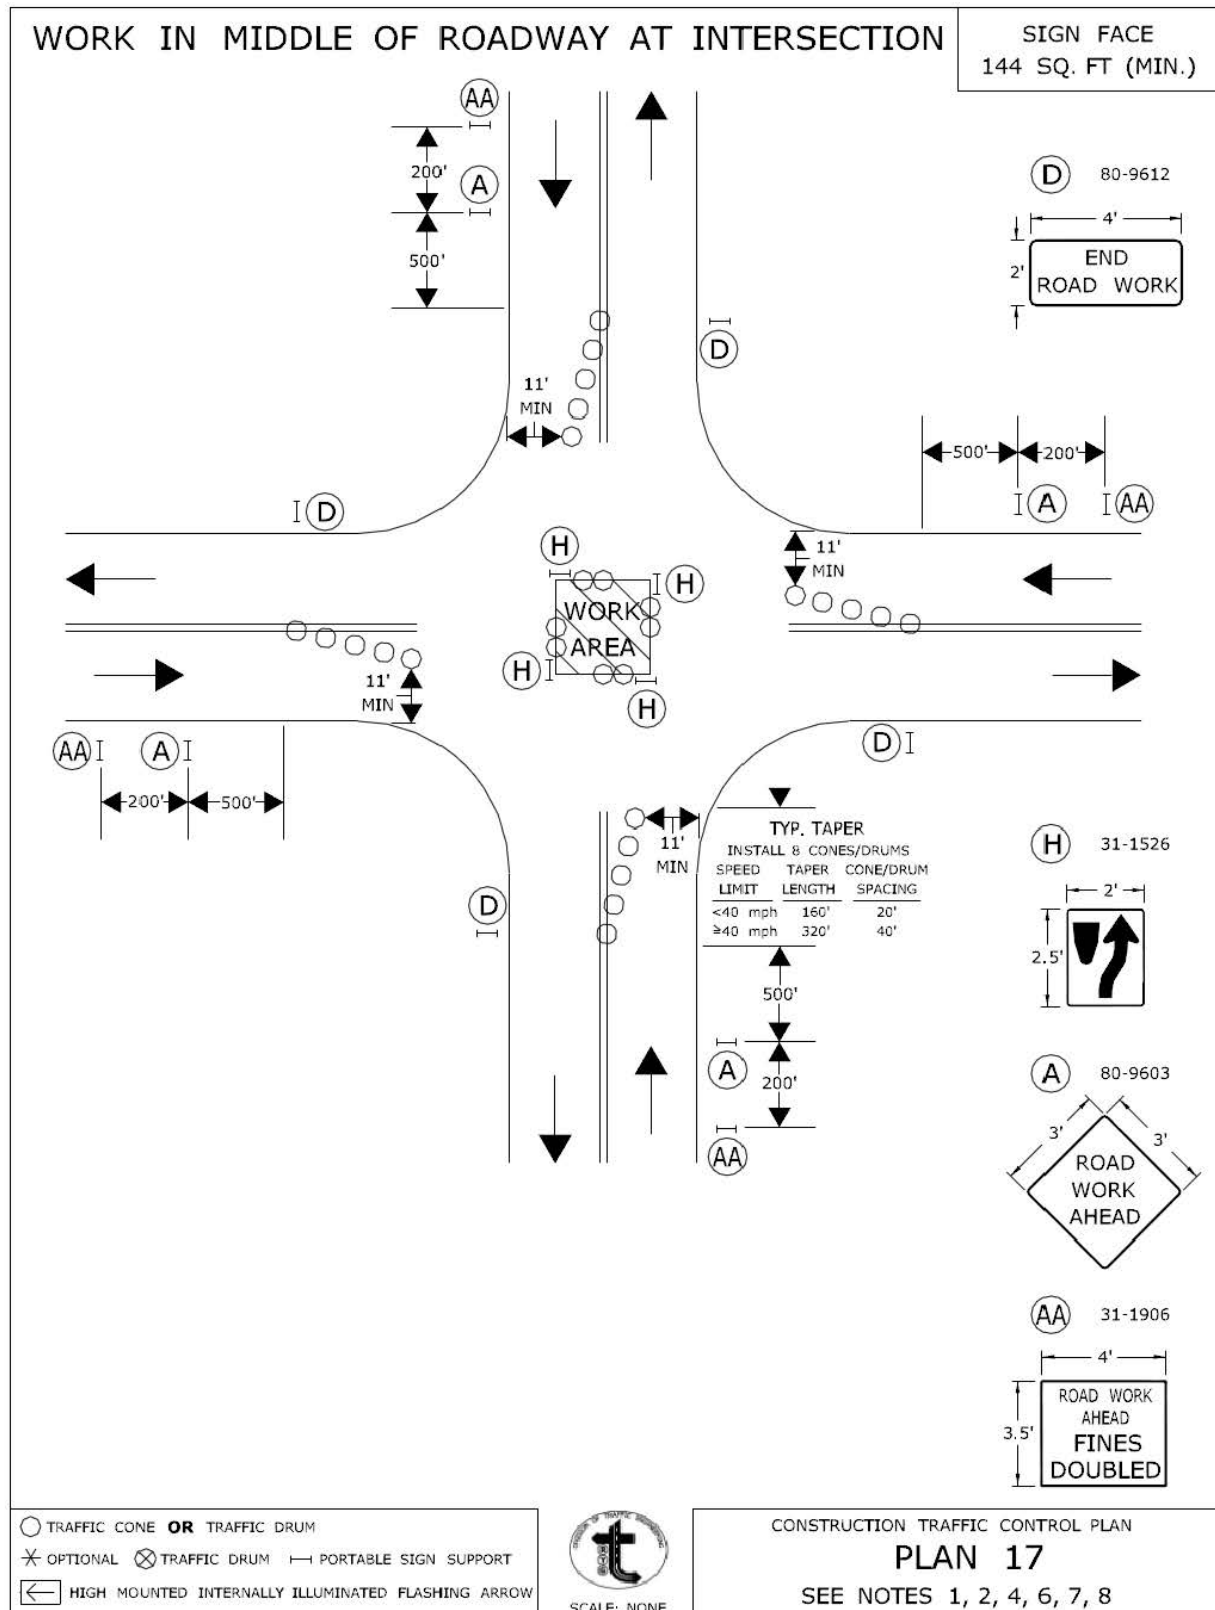 WORK IN MIDDLE OF ROADWAY AT INTERSECTION
SIGN FACE
144 SQ. FT (MIN.)
AA
200'
A
500'
D 80-9612
4'
2'
END
ROAD WORK
D
11'
MIN
500' 200'
A AA
D
H
11'
MIN
H
WORK
AREA
H
H
11'
MIN
AA A
200' 500'
D
11'
MIN
TYP. TAPER
INSTALL 8 CONES/DRUMS
SPEED TAPER CONE/DRUM
LIMIT LENGTH SPACING
<40 mph 160' 20'
≥40 mph 320' 40'
D
H 31-1526
2'
2.5'
500'
A
200'
AA
A 80-9603
3' 3'
ROAD
WORK
AHEAD
AA 31-1906
4'
3.5'
ROAD WORK
AHEAD
FINES
DOUBLED
TRAFFIC CONE OR TRAFFIC DRUM
OPTIONAL TRAFFIC DRUM PORTABLE SIGN SUPPORT
HIGH MOUNTED INTERNALLY ILLUMINATED FLASHING ARROW
DIVISION OF TRAFFIC ENGINEERING
t
SCALE: NONE
CONSTRUCTION TRAFFIC CONTROL PLAN
PLAN 17
SEE NOTES 1, 2, 4, 6, 7, 8